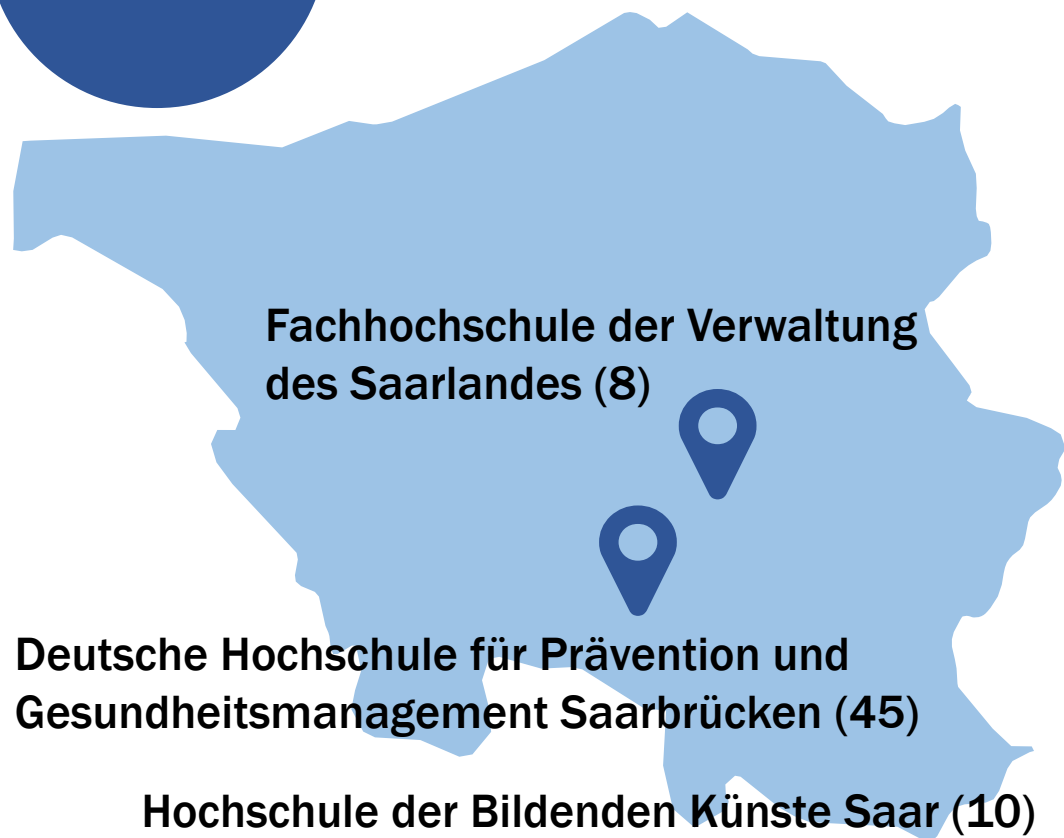 Fachhochschule der Verwaltung
des Saarlandes (8)
Deutsche Hochschule für Prävention und
Gesundheitsmanagement Saarbrücken (45)
Hochschule der Bildenden Künste Saar (10)